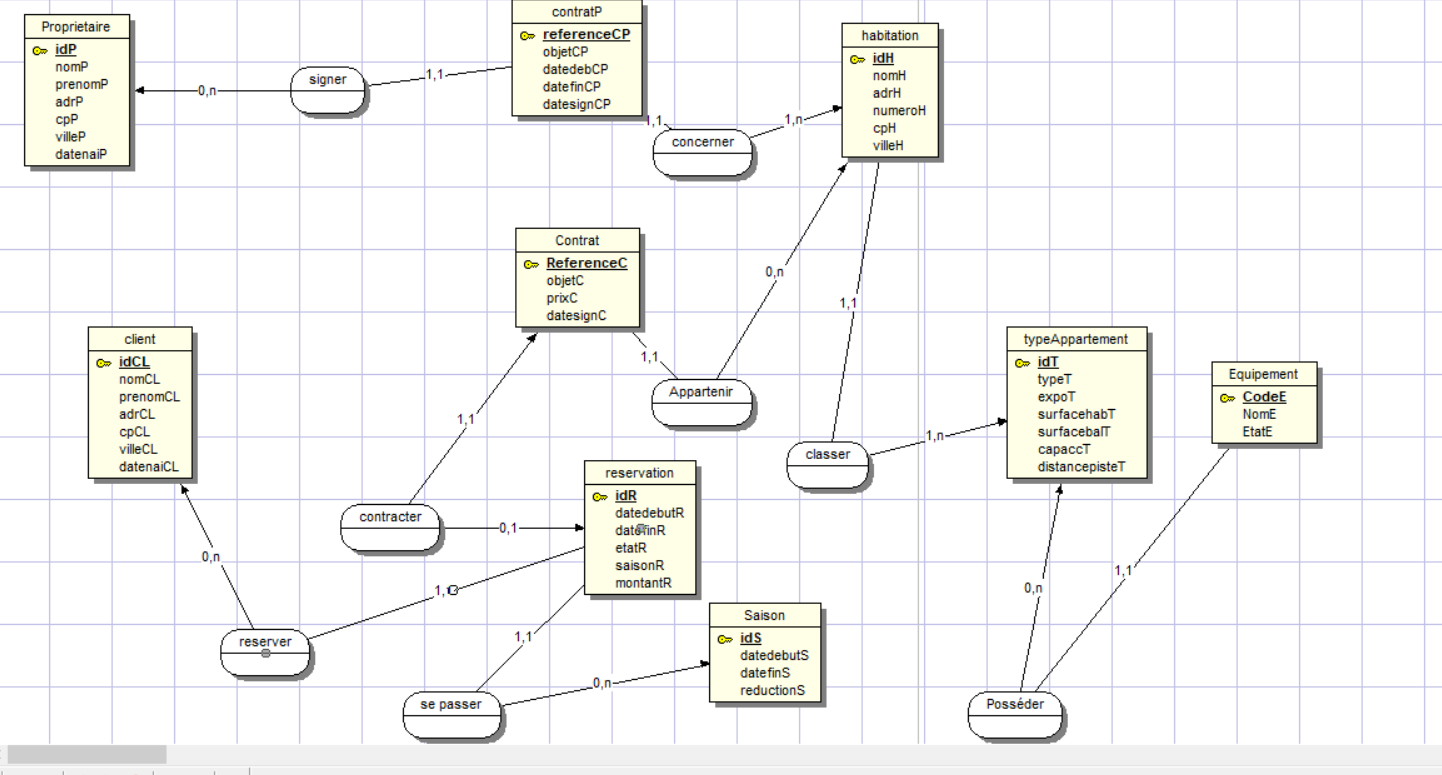 Proprietaire
idP
nomP
prenomP
adrP
cpP
villeP
datenaiP
0,n
signer
1,1
contratP
referenceCP
objetCP
datedebCP
datefinCP
datesignCP
1,1
concerner
1,n
habitation
idH
nomH
adrH
numeroH
cpH
villeH
Contrat
ReferenceC
objetC
prixC
datesignC
1,1
Appartenir
0,n
1,1
classer
1,n
typeAppartement
idT
typeT
expoT
surfacehabT
surfacebalT
capaccT
distancepisteT
Equipement
CodeE
NomE
EtatE
0,n
1,1
Posséder
client
idCL
nomCL
prenomCL
adrCL
cpCL
villeCL
datenaiCL
0,n
reserver
1,1
contracter
0,1
reservation
idR
datedebutR
datefinR
etatR
saisonR
montantR
1,1
se passer
0,n
Saison
idS
datedebutS
datefinS
reductionS